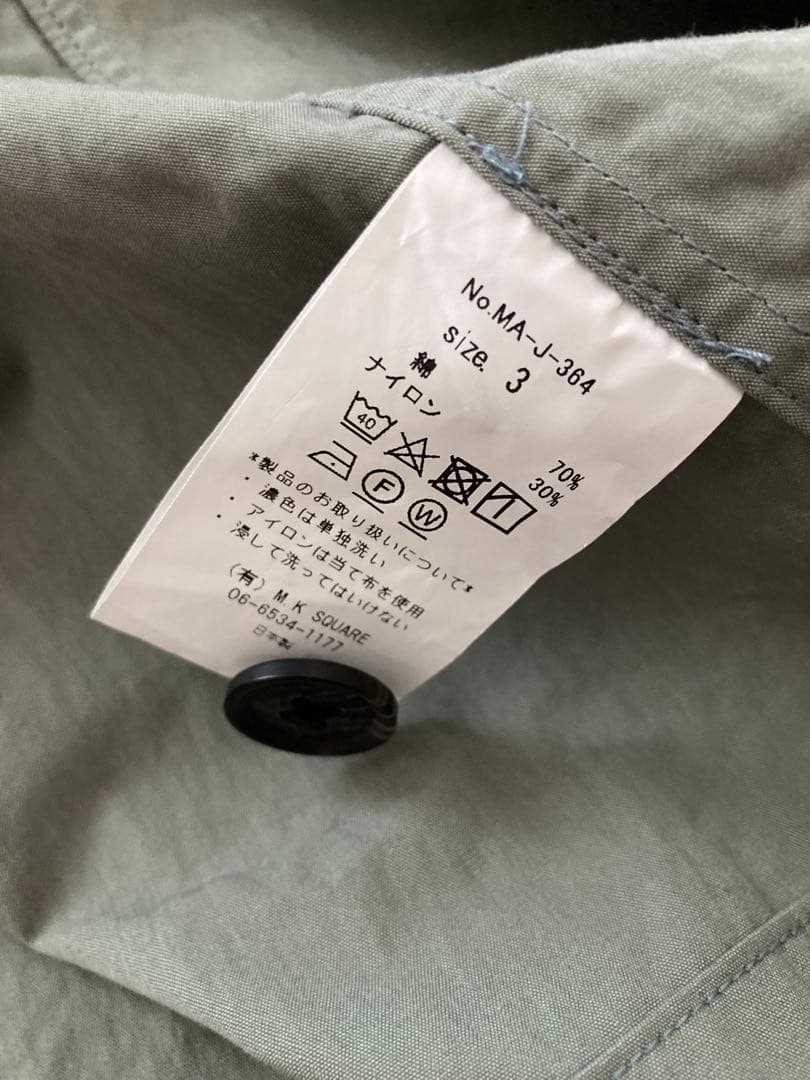 No.MA-J-364
size. 3
綿 70%
ナイロン 30%
40
F W
*製品のお取り扱いについて*
・濃色は単独洗い
・アイロンは当て布を使用
・浸して洗ってはいけない
(有) M.K SQUARE
06-6534-1177
日本製